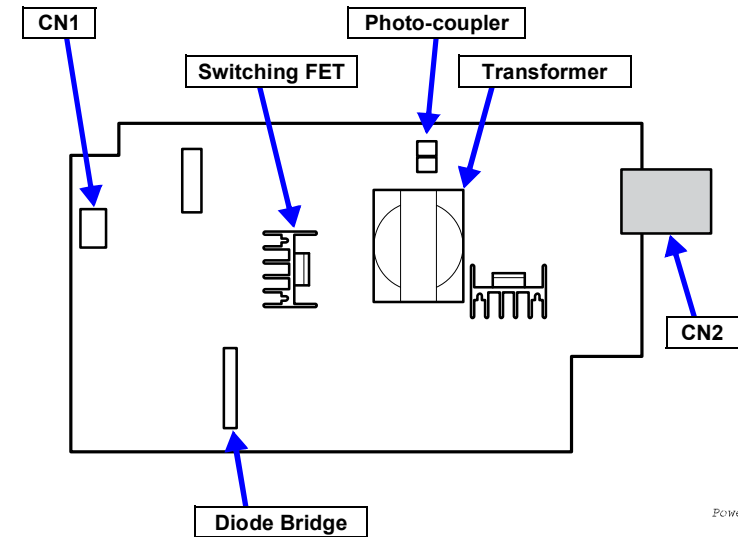 CN1
Photo-coupler
Switching FET
Transformer
CN2
Diode Bridge